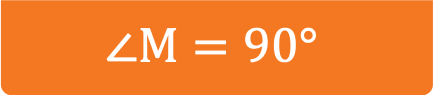 ∠M = 90°